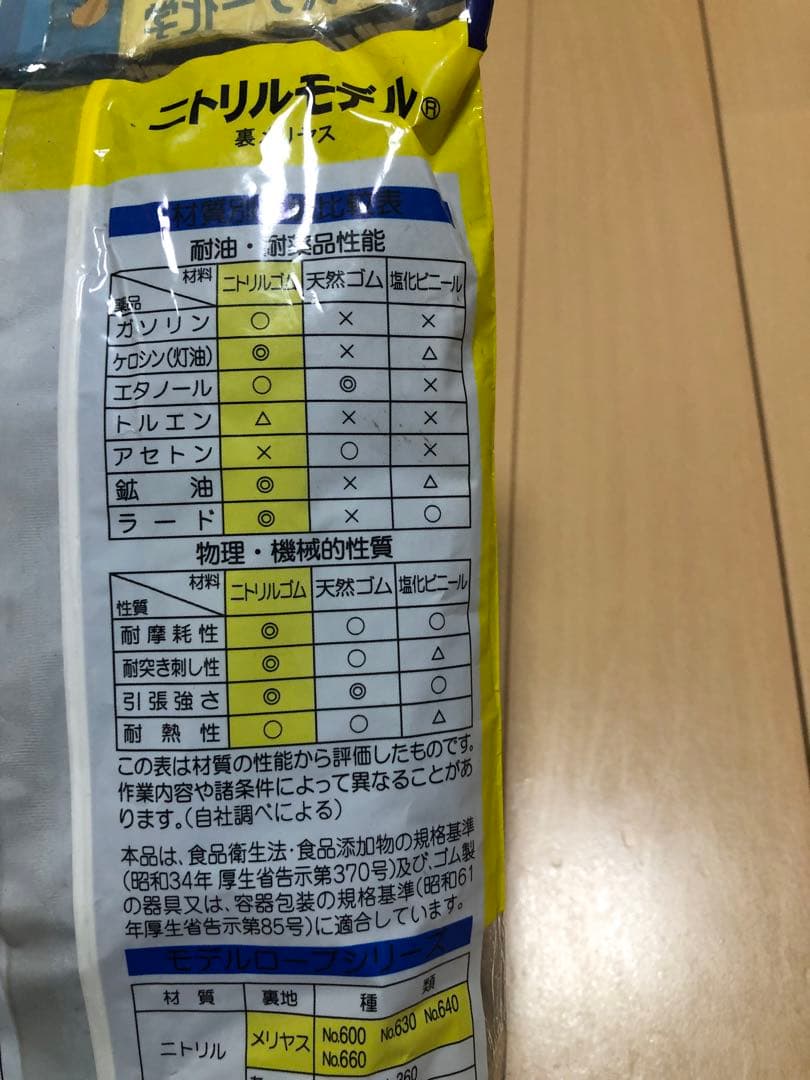 ニトリルモデル®
裏メリヤス
耐油・耐薬品性能
材料 ニトリルゴム 天然ゴム 塩化ビニール
薬品
ガソリン ○ × ×
ケロシン(灯油) ◎ × △
エタノール ○ ◎ ×
トルエン △ × ×
アセトン × ○ ×
鉱油 ◎ × △
ラード ◎ × ○
物理・機械的性質
材料 ニトリルゴム 天然ゴム 塩化ビニール
性質
耐摩耗性 ◎ ○ ○
耐突き刺し性 ◎ ○ △
引張強さ ◎ ◎ ○
耐熱性 ○ ○ △
この表は材質の性能から評価したものです。
作業内容や諸条件によって異なることがあ
ります。(自社調べによる)
本品は、食品衛生法・食品添加物の規格基準
(昭和34年 厚生省告示第370号)及び、ゴム製
の器具又は、容器包装の規格基準(昭和61
年厚生省告示第85号)に適合しています。
モデルローブシリーズ
材質 裏地 種類
ニトリル メリヤス No.600 No.630 No.640
No.660